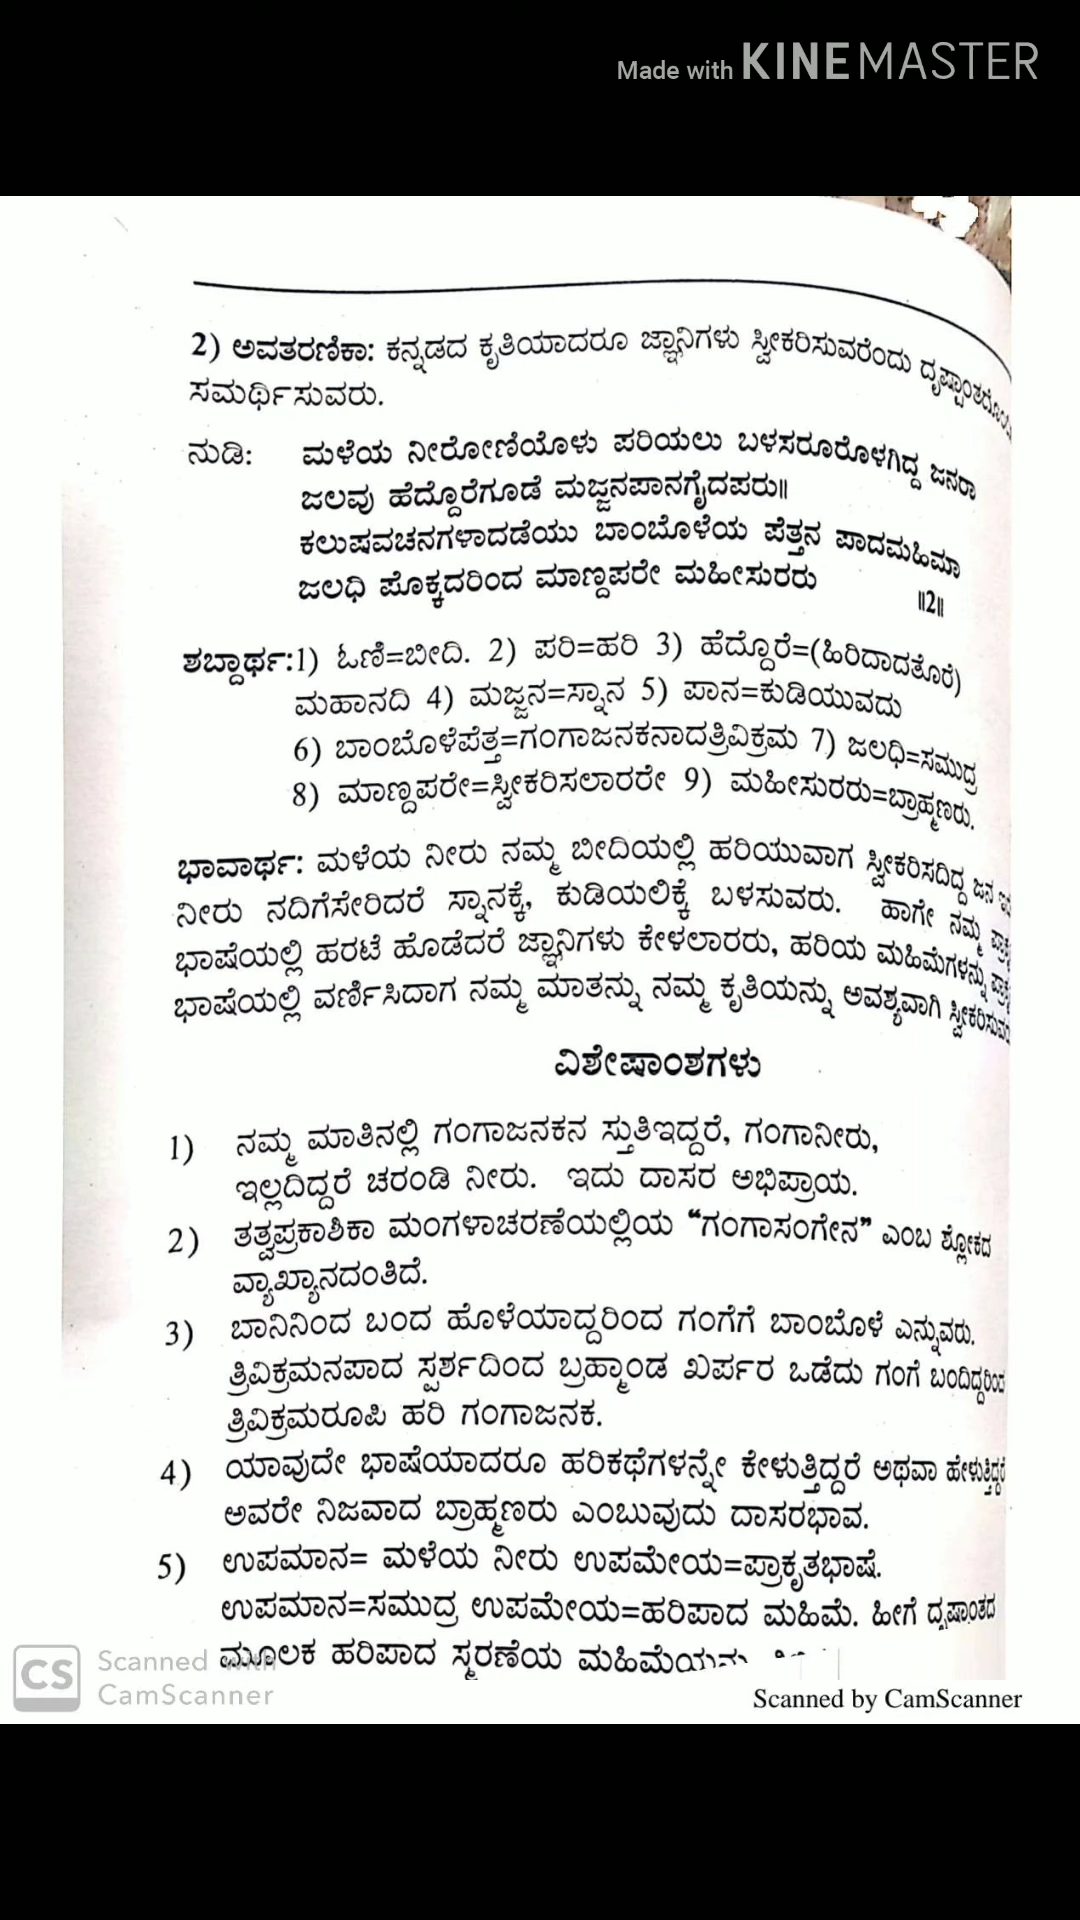 Made with KINEMASTER
2) ಅವತರಣಿಕಾ: ಕನ್ನಡದ ಕೃತಿಯಾದರೂ ಜ್ಞಾನಿಗಳು ಸ್ವೀಕರಿಸುವರೆಂದು
ಸಮರ್ಥಿಸುವರು.
ನುಡಿ: ಮಳೆಯ ನೀರೋಣಿಯೊಳು ಪರಿಯಲು ಬಳಸರೂರೊಳಗಿದ್ದ ಜನರಾ
ಜಲವು ಹೆದ್ದೊರೆಗೂಡೆ ಮಜ್ಜನಪಾನಗೈದಪರು॥
ಕಲುಷವಚನಗಳಾದಡೆಯು ಬಾಂಬೊಳೆಯ ಪೆತ್ತನ ಪಾದಮಹಿಮಾ
ಜಲಧಿ ಪೊಕ್ಕದರಿಂದ ಮಾಣ್ದಪರೇ ಮಹೀಸುರರು ॥2॥
ಶಬ್ದಾರ್ಥ:1) ಓಣಿ=ಬೀದಿ. 2) ಪರಿ=ಹರಿ 3) ಹೆದ್ದೊರೆ=(ಹಿರಿದಾದತೊರೆ)
ಮಹಾನದಿ 4) ಮಜ್ಜನ=ಸ್ನಾನ 5) ಪಾನ=ಕುಡಿಯುವದು
6) ಬಾಂಬೊಳೆಪೆತ್ತ=ಗಂಗಾಜನಕನಾದತ್ರಿವಿಕ್ರಮ 7) ಜಲಧಿ=ಸಮುದ್ರ
8) ಮಾಣ್ದಪರೇ=ಸ್ವೀಕರಿಸಲಾರರೇ 9) ಮಹೀಸುರರು=ಬ್ರಾಹ್ಮಣರು.
ಭಾವಾರ್ಥ: ಮಳೆಯ ನೀರು ನಮ್ಮ ಬೀದಿಯಲ್ಲಿ ಹರಿಯುವಾಗ ಸ್ವೀಕರಿಸದಿದ್ದ ಜನ
ನೀರು ನದಿಗೆಸೇರಿದರೆ ಸ್ನಾನಕ್ಕೆ, ಕುಡಿಯಲಿಕ್ಕೆ ಬಳಸುವರು. ಹಾಗೇ ನಮ್ಮ
ಭಾಷೆಯಲ್ಲಿ ಹರಟೆ ಹೊಡೆದರೆ ಜ್ಞಾನಿಗಳು ಕೇಳಲಾರರು, ಹರಿಯ ಮಹಿಮೆಗಳನ್ನು
ಭಾಷೆಯಲ್ಲಿ ವರ್ಣಿಸಿದಾಗ ನಮ್ಮ ಮಾತನ್ನು ನಮ್ಮ ಕೃತಿಯನ್ನು ಅವಶ್ಯವಾಗಿ
ವಿಶೇಷಾಂಶಗಳು
1) ನಮ್ಮ ಮಾತಿನಲ್ಲಿ ಗಂಗಾಜನಕನ ಸ್ತುತಿಇದ್ದರೆ, ಗಂಗಾನೀರು,
ಇಲ್ಲದಿದ್ದರೆ ಚರಂಡಿ ನೀರು. ಇದು ದಾಸರ ಅಭಿಪ್ರಾಯ.
2) ತತ್ವಪ್ರಕಾಶಿಕಾ ಮಂಗಳಾಚರಣೆಯಲ್ಲಿಯ “ಗಂಗಾಸಂಗೇನ” ಎಂಬ ಶ್ಲೋಕದ
ವ್ಯಾಖ್ಯಾನದಂತಿದೆ.
3) ಬಾನಿನಿಂದ ಬಂದ ಹೊಳೆಯಾದ್ದರಿಂದ ಗಂಗೆಗೆ ಬಾಂಬೊಳೆ ಎನ್ನುವರು.
ತ್ರಿವಿಕ್ರಮನಪಾದ ಸ್ಪರ್ಶದಿಂದ ಬ್ರಹ್ಮಾಂಡ ಖರ್ಪರ ಒಡೆದು ಗಂಗೆ ಬಂದಿದ್ದರಿಂದ
ತ್ರಿವಿಕ್ರಮರೂಪಿ ಹರಿ ಗಂಗಾಜನಕ.
4) ಯಾವುದೇ ಭಾಷೆಯಾದರೂ ಹರಿಕಥೆಗಳನ್ನೇ ಕೇಳುತ್ತಿದ್ದರೆ ಅಥವಾ ಹೇಳುತ್ತಿದ್ದರೆ
ಅವರೇ ನಿಜವಾದ ಬ್ರಾಹ್ಮಣರು ಎಂಬುವುದು ದಾಸರಭಾವ.
5) ಉಪಮಾನ= ಮಳೆಯ ನೀರು ಉಪಮೇಯ=ಪ್ರಾಕೃತಭಾಷೆ.
ಉಪಮಾನ=ಸಮುದ್ರ ಉಪಮೇಯ=ಹರಿಪಾದ ಮಹಿಮೆ. ಹೀಗೆ ದೃಷ್ಟಾಂತದ
ಮೂಲಕ ಹರಿಪಾದ ಸ್ಮರಣೆಯ
CS Scanned with
CamScanner
Scanned by CamScanner